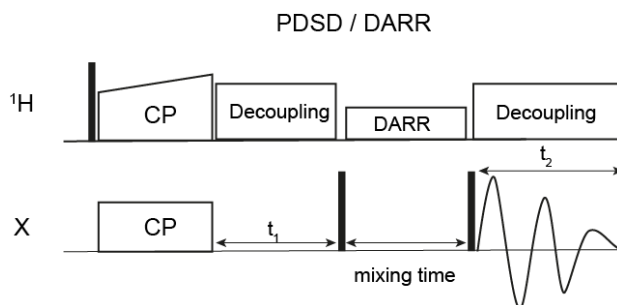 PDSD / DARR
¹H
CP
Decoupling
DARR
Decoupling
t₂
X
CP
t₁
mixing time